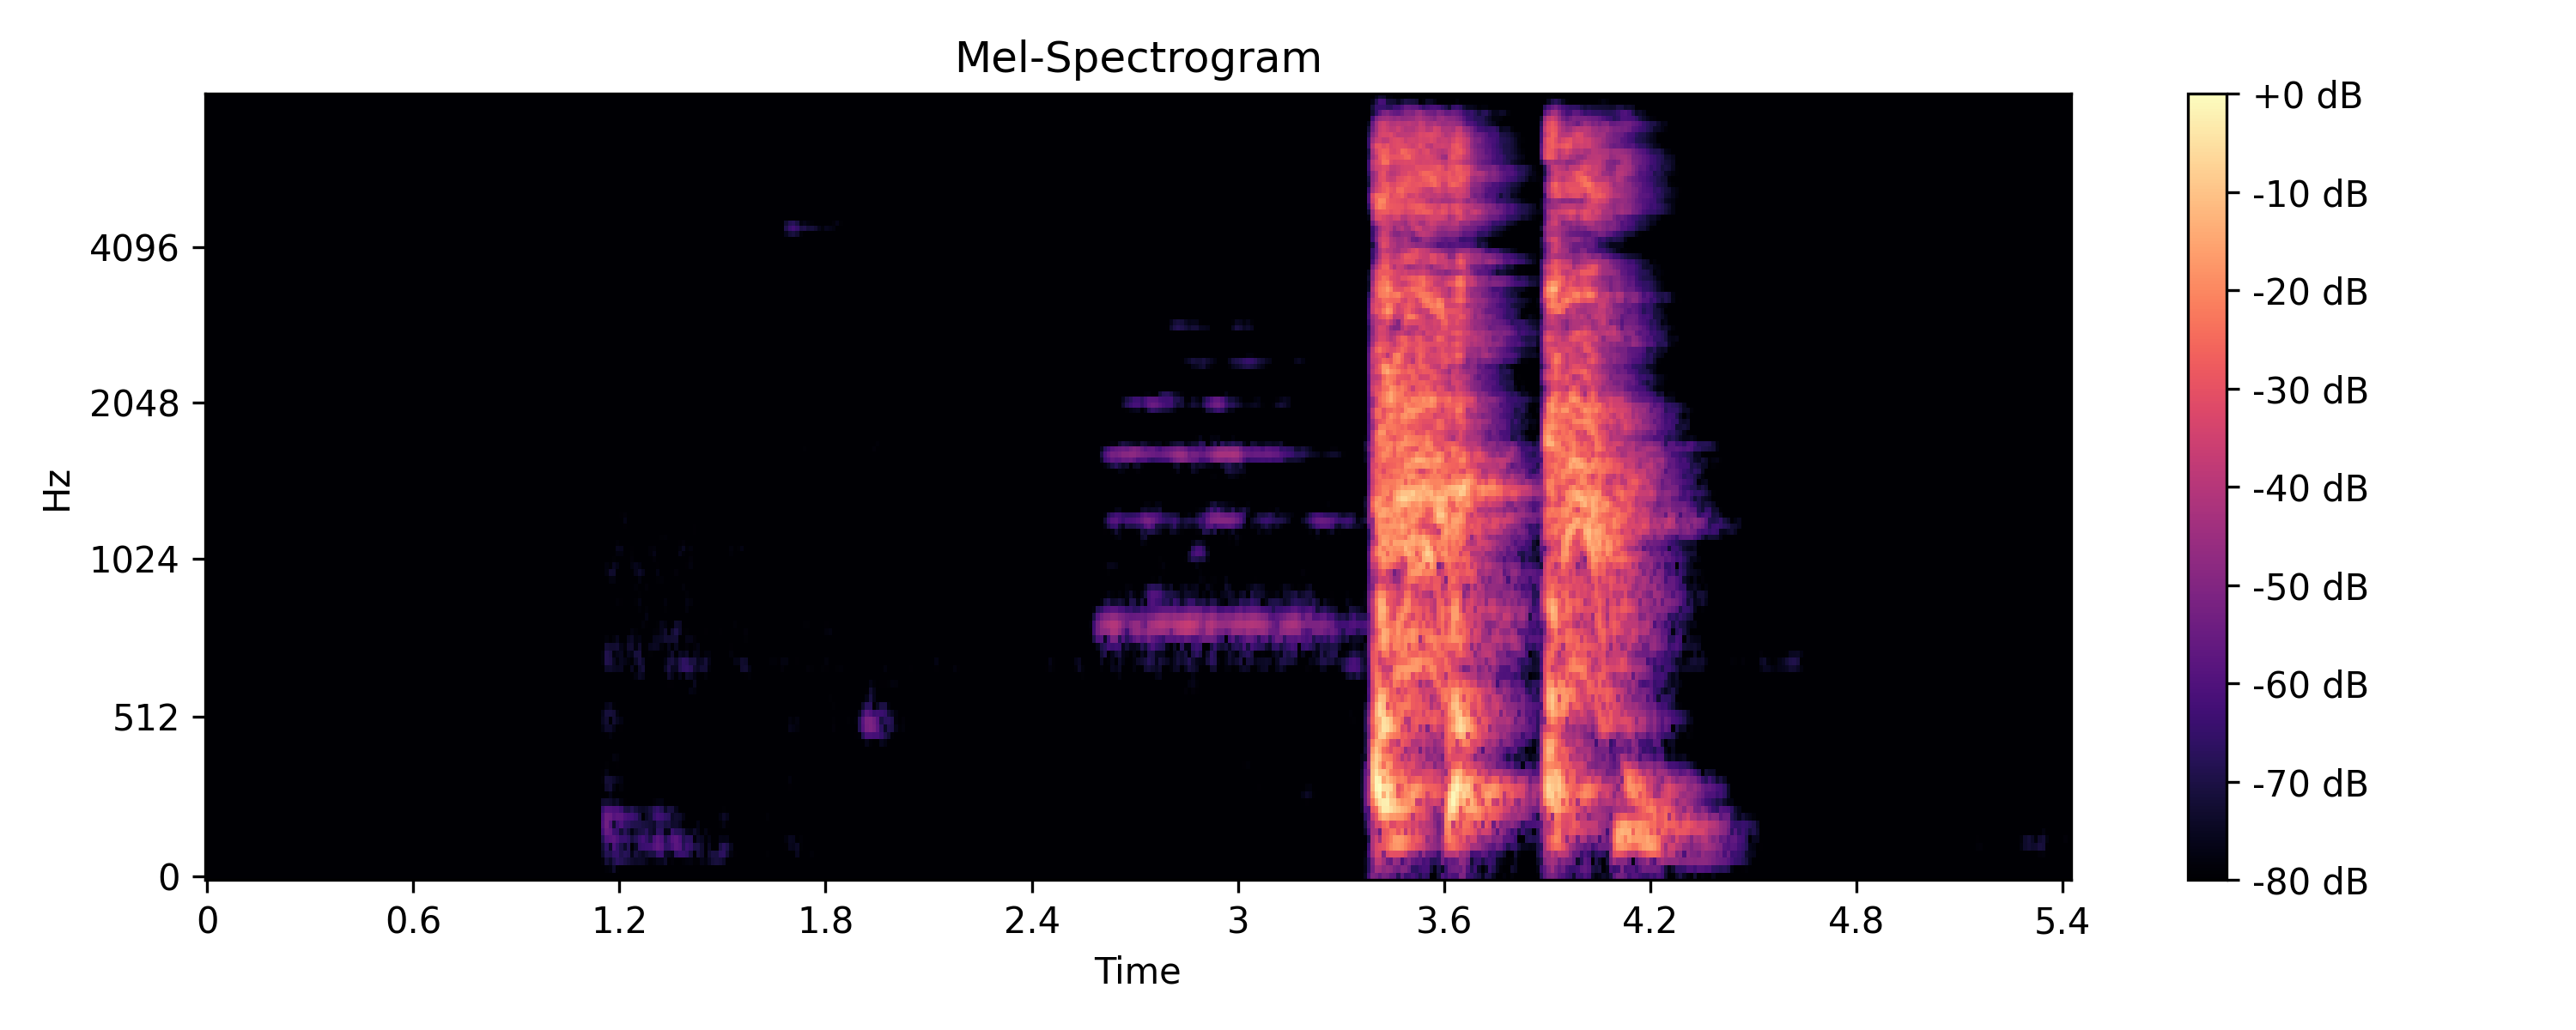 Mel-Spectrogram
+0 dB
4096
-10 dB
-20 dB
2048
-30 dB
Hz
-40 dB
1024
-50 dB
512
-60 dB
-70 dB
0
-80 dB
0 0.6 1.2 1.8 2.4 3 3.6 4.2 4.8 5.4
Time